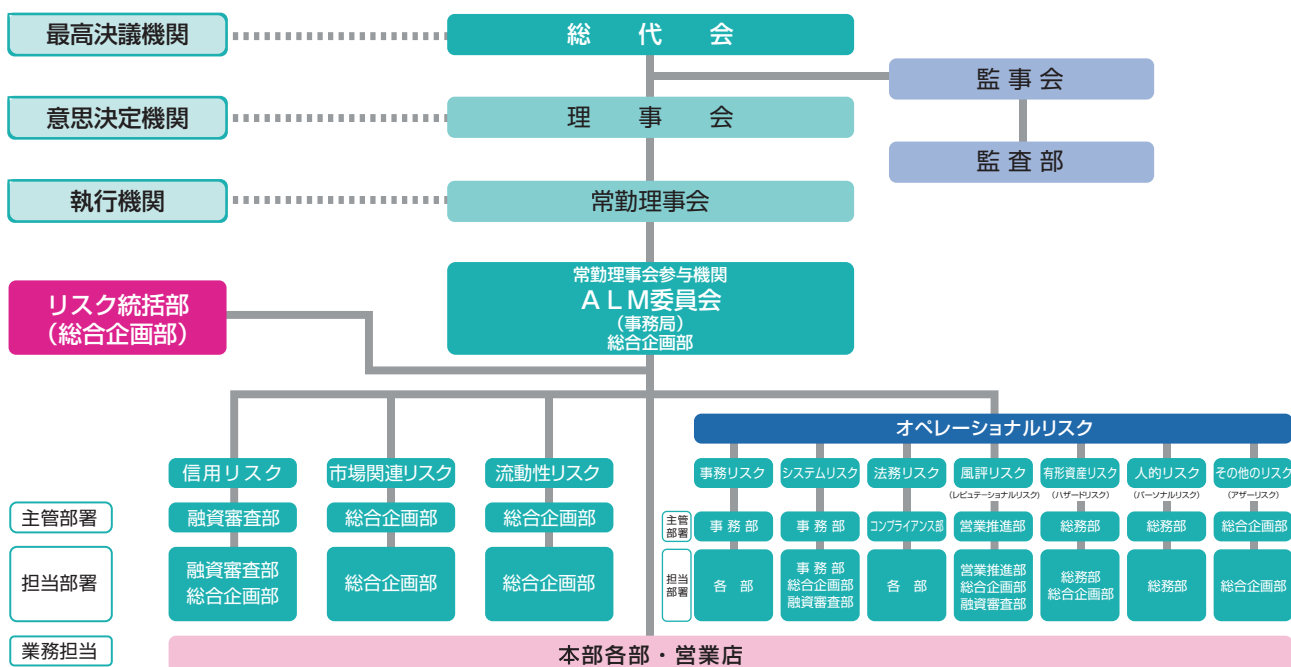 最高決議機関
総 代 会
監 事 会
意思決定機関
理 事 会
監 査 部
執行機関
常勤理事会
常勤理事会参与機関
ＡＬＭ委員会
（事務局）
総合企画部
リスク統括部
（総合企画部）
オペレーショナルリスク
信用リスク
市場関連リスク
流動性リスク
事務リスク
システムリスク
法務リスク
風評リスク
（レピュテーショナルリスク）
有形資産リスク
（ハザードリスク）
人的リスク
（パーソナルリスク）
その他のリスク
（アザーリスク）
主管部署
融資審査部
総合企画部
総合企画部
主管
部署
事 務 部
事 務 部
コンプライアンス部
営業推進部
総務部
総務部
総合企画部
担当部署
融資審査部
総合企画部
総合企画部
総合企画部
担当
部署
各 部
事 務 部
総合企画部
融資審査部
各 部
営業推進部
総合企画部
融資審査部
総務部
総合企画部
総務部
総合企画部
業務担当
本部各部・営業店